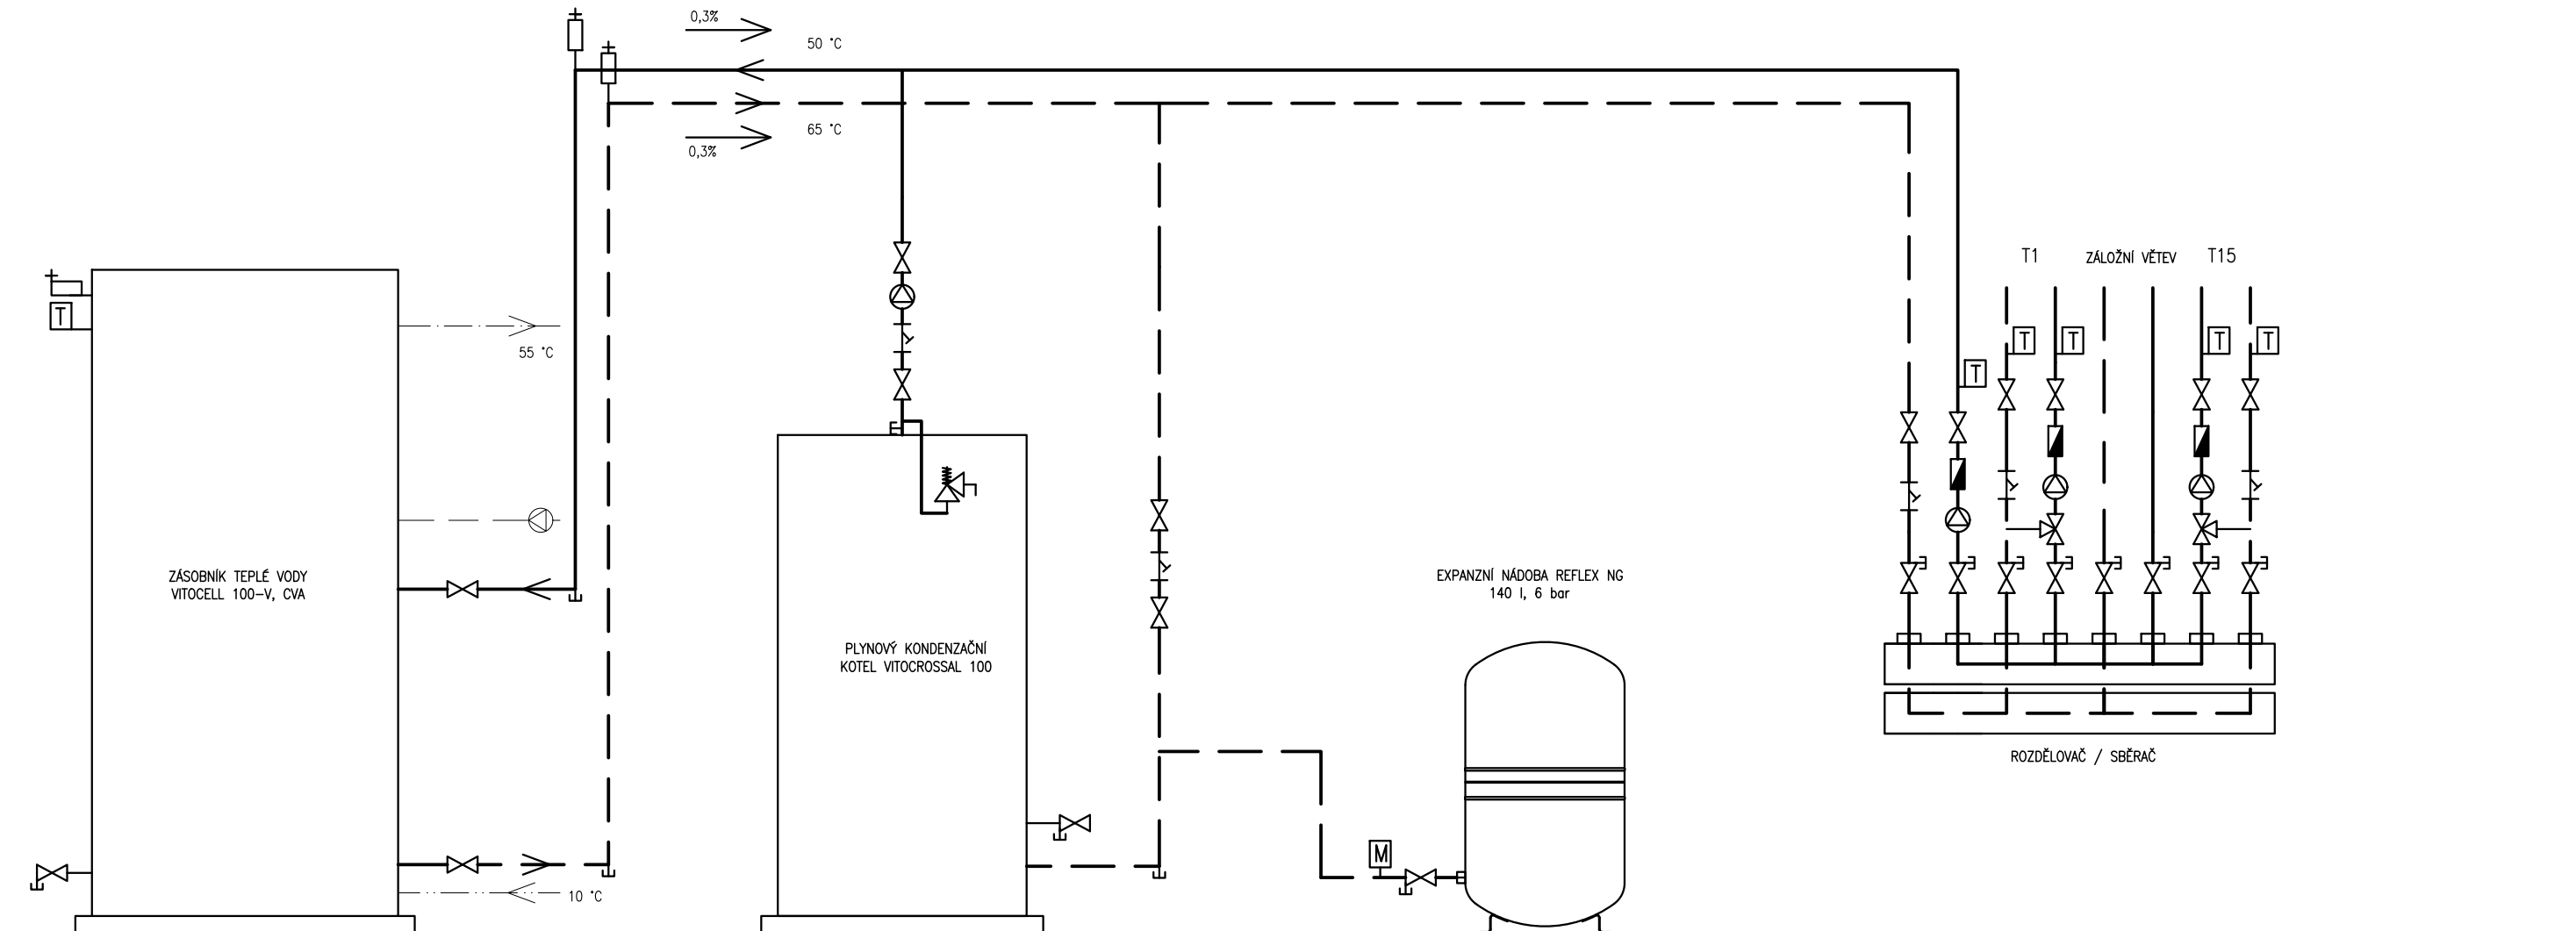 0,3%
50 °C
65 °C
0,3%
T1
ZÁLOŽNÍ VĚTEV
T15
T
T
T
T
T
T
55 °C
ZÁSOBNÍK TEPLÉ VODY
VITOCELL 100-V, CVA
EXPANZNÍ NÁDOBA REFLEX NG
140 l, 6 bar
PLYNOVÝ KONDENZAČNÍ
KOTEL VITOCROSSAL 100
ROZDĚLOVAČ / SBĚRAČ
M
10 °C